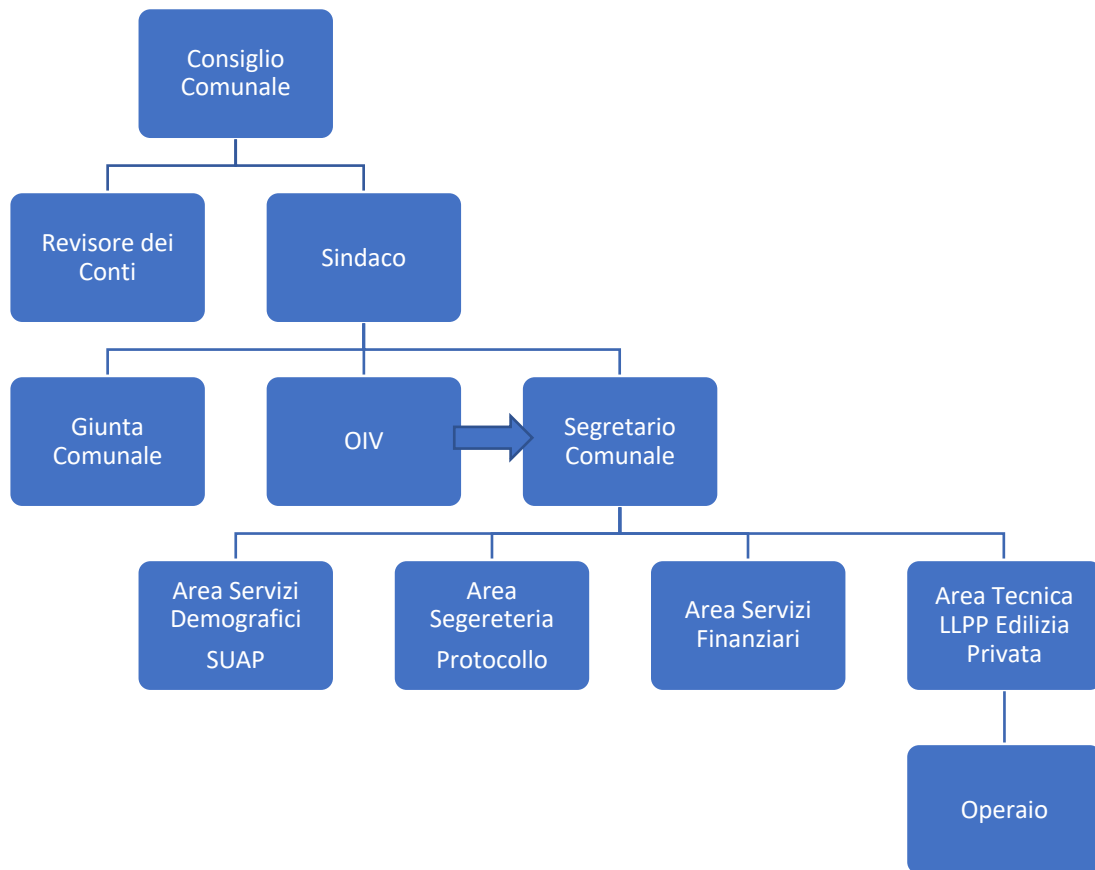 Consiglio
Comunale
Revisore dei
Conti
Sindaco
Giunta
Comunale
OIV
Segretario
Comunale
Area Servizi
Demografici
SUAP
Area
Segereteria
Protocollo
Area Servizi
Finanziari
Area Tecnica
LLPP Edilizia
Privata
Operaio